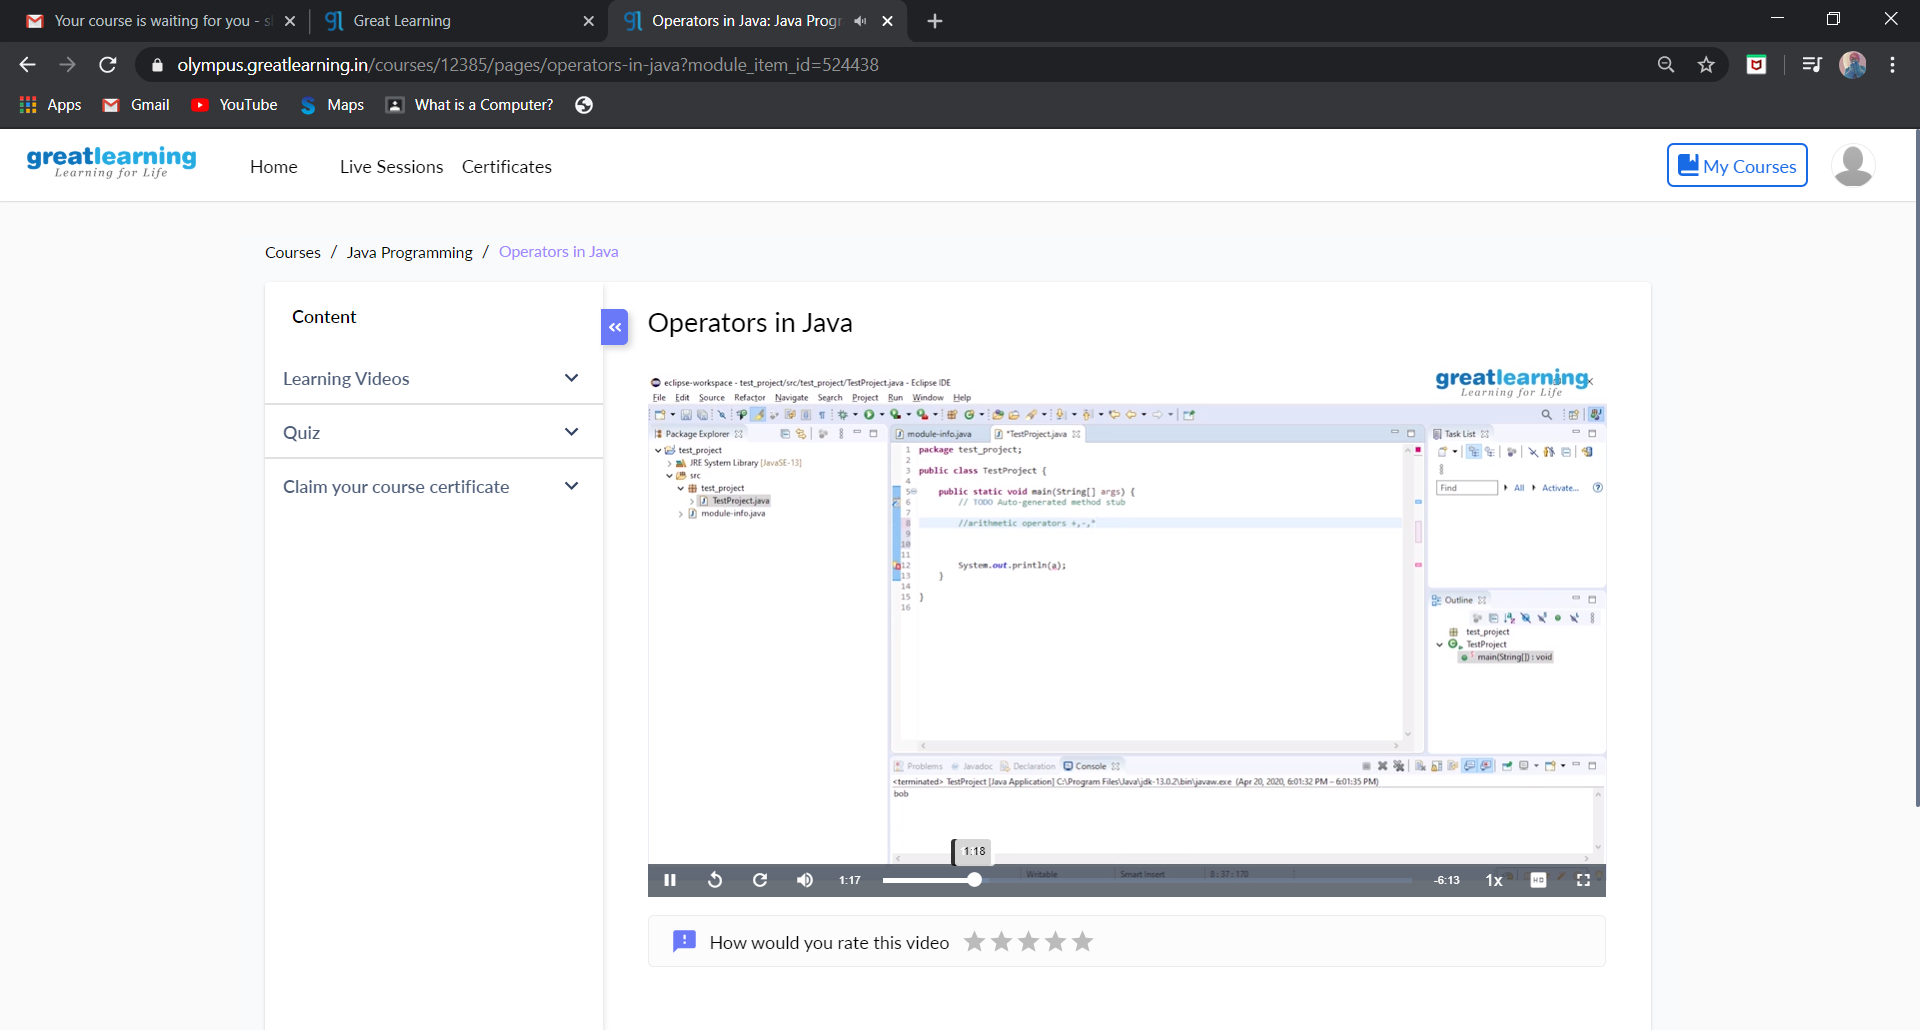 Your course is waiting for you - s
Great Learning
Operators in Java: Java Progr
olympus.greatlearning.in/courses/12385/pages/operators-in-java?module_item_id=524438
Apps Gmail YouTube Maps What is a Computer?
greatlearning
Learning for Life
Home Live Sessions Certificates
My Courses
Courses / Java Programming / Operators in Java
Content
Learning Videos
Quiz
Claim your course certificate
Operators in Java
greatlearning
Learning for Life
eclipse-workspace - test_project/src/test_project/TestProject.java - Eclipse IDE
File Edit Source Refactor Navigate Search Project Run Window Help
Package Explorer
test_project
JRE System Library [JavaSE-13]
src
test_project
TestProject.java
module-info.java
module-info.java *TestProject.java
1 package test_project;
2
3 public class TestProject {
4
5 public static void main(String[] args) {
6 // TODO Auto-generated method stub
7
8 //arithmetic operators +,-,*
9
10
11
12 System.out.println(a);
13 }
14
15 }
16
Task List
Find All Activate...
Outline
test_project
TestProject
main(String[]) : void
Problems Javadoc Declaration Console
<terminated> TestProject [Java Application] C:\Program Files\Java\jdk-13.0.2\bin\javaw.exe (Apr 20, 2020, 6:01:32 PM – 6:01:35 PM)
bob
1:18
Writable Smart Insert 8 : 37 : 170
1:17 -6:13 1x HD
How would you rate this video